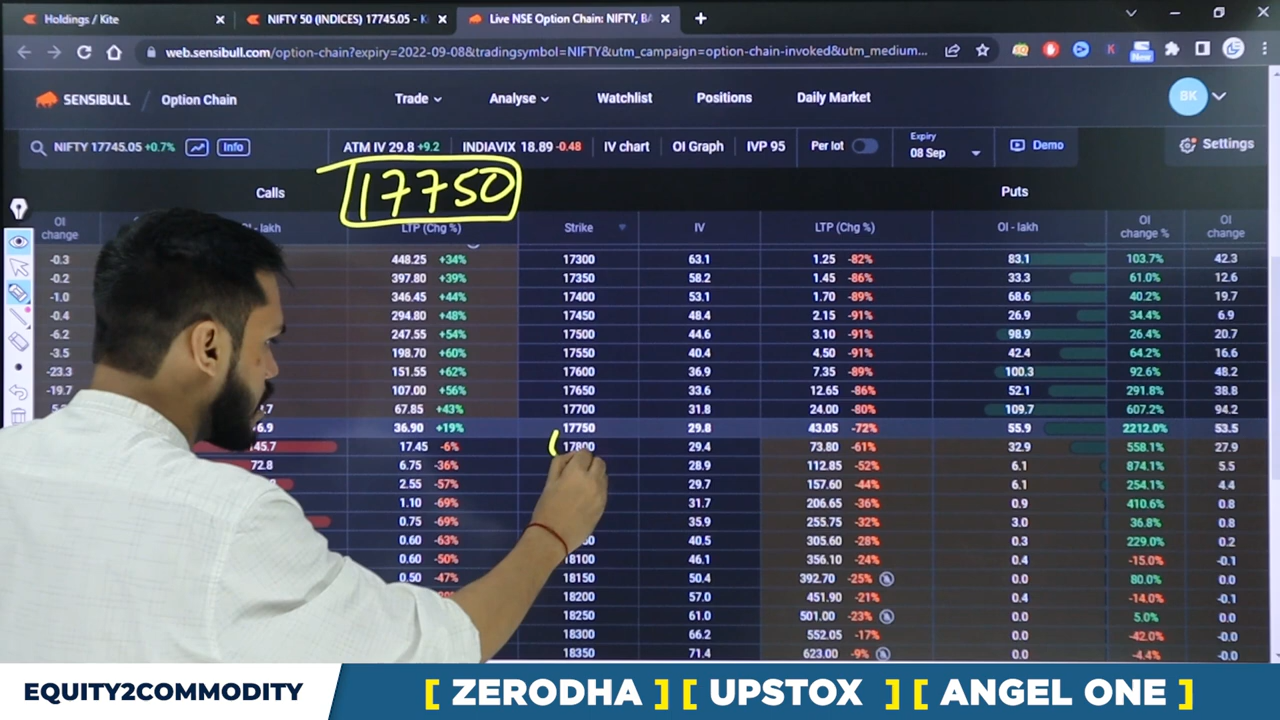 Holdings / Kite
NIFTY 50 (INDICES) 17745.05 - K
Live NSE Option Chain: NIFTY, BA
web.sensibull.com/option-chain?expiry=2022-09-08&tradingsymbol=NIFTY&utm_campaign=option-chain-invoked&utm_medium...
New
SENSIBULL / Option Chain
Trade Analyse Watchlist Positions Daily Market BK
NIFTY 17745.05 +0.7% Info ATM IV 29.8 +9.2 INDIAVIX 18.89 -0.48 IV chart OI Graph IVP 95 Per lot Expiry 08 Sep Demo Settings
17750
Calls Puts
OI change OI - lakh LTP (Chg %) Strike IV LTP (Chg %) OI - lakh OI change % OI change
-0.3 448.25 +34% 17300 63.1 1.25 -82% 83.1 103.7% 42.3
-0.2 397.80 +39% 17350 58.2 1.45 -86% 33.3 61.0% 12.6
-1.0 346.45 +44% 17400 53.1 1.70 -89% 68.6 40.2% 19.7
-0.4 294.80 +48% 17450 48.4 2.15 -91% 26.9 34.4% 6.9
-6.2 247.55 +54% 17500 44.6 3.10 -91% 98.9 26.4% 20.7
-3.5 198.70 +60% 17550 40.4 4.50 -91% 42.4 64.2% 16.6
-23.3 151.55 +62% 17600 36.9 7.35 -89% 100.3 92.6% 48.2
-19.7 107.00 +56% 17650 33.6 12.65 -86% 52.1 291.8% 38.8
67.85 +43% 17700 31.8 24.00 -80% 109.7 607.2% 94.2
36.90 +19% 17750 29.8 43.05 -72% 55.9 2212.0% 53.5
17.45 -6% 17800 29.4 73.80 -61% 32.9 558.1% 27.9
72.8 6.75 -36% 28.9 112.85 -52% 6.1 874.1% 5.5
2.55 -57% 29.7 157.60 -44% 6.1 254.1% 4.4
1.10 -69% 31.7 206.65 -36% 0.9 410.6% 0.8
0.75 -69% 35.9 255.75 -32% 3.0 36.8% 0.8
0.60 -63% 40.5 305.60 -28% 0.3 229.0% 0.2
0.60 -50% 18100 46.1 356.10 -24% 0.4 -15.0% -0.1
0.50 -47% 18150 50.4 392.70 -25% 0.0 80.0% 0.0
18200 57.0 451.90 -21% 0.4 -14.0% -0.1
18250 61.0 501.00 -23% 0.0 5.0% 0.0
18300 66.2 552.05 -17% 0.0 -42.0% -0.0
18350 71.4 623.00 -9% 0.0 -4.4% -0.0
EQUITY2COMMODITY [ ZERODHA ] [ UPSTOX ] [ ANGEL ONE ]